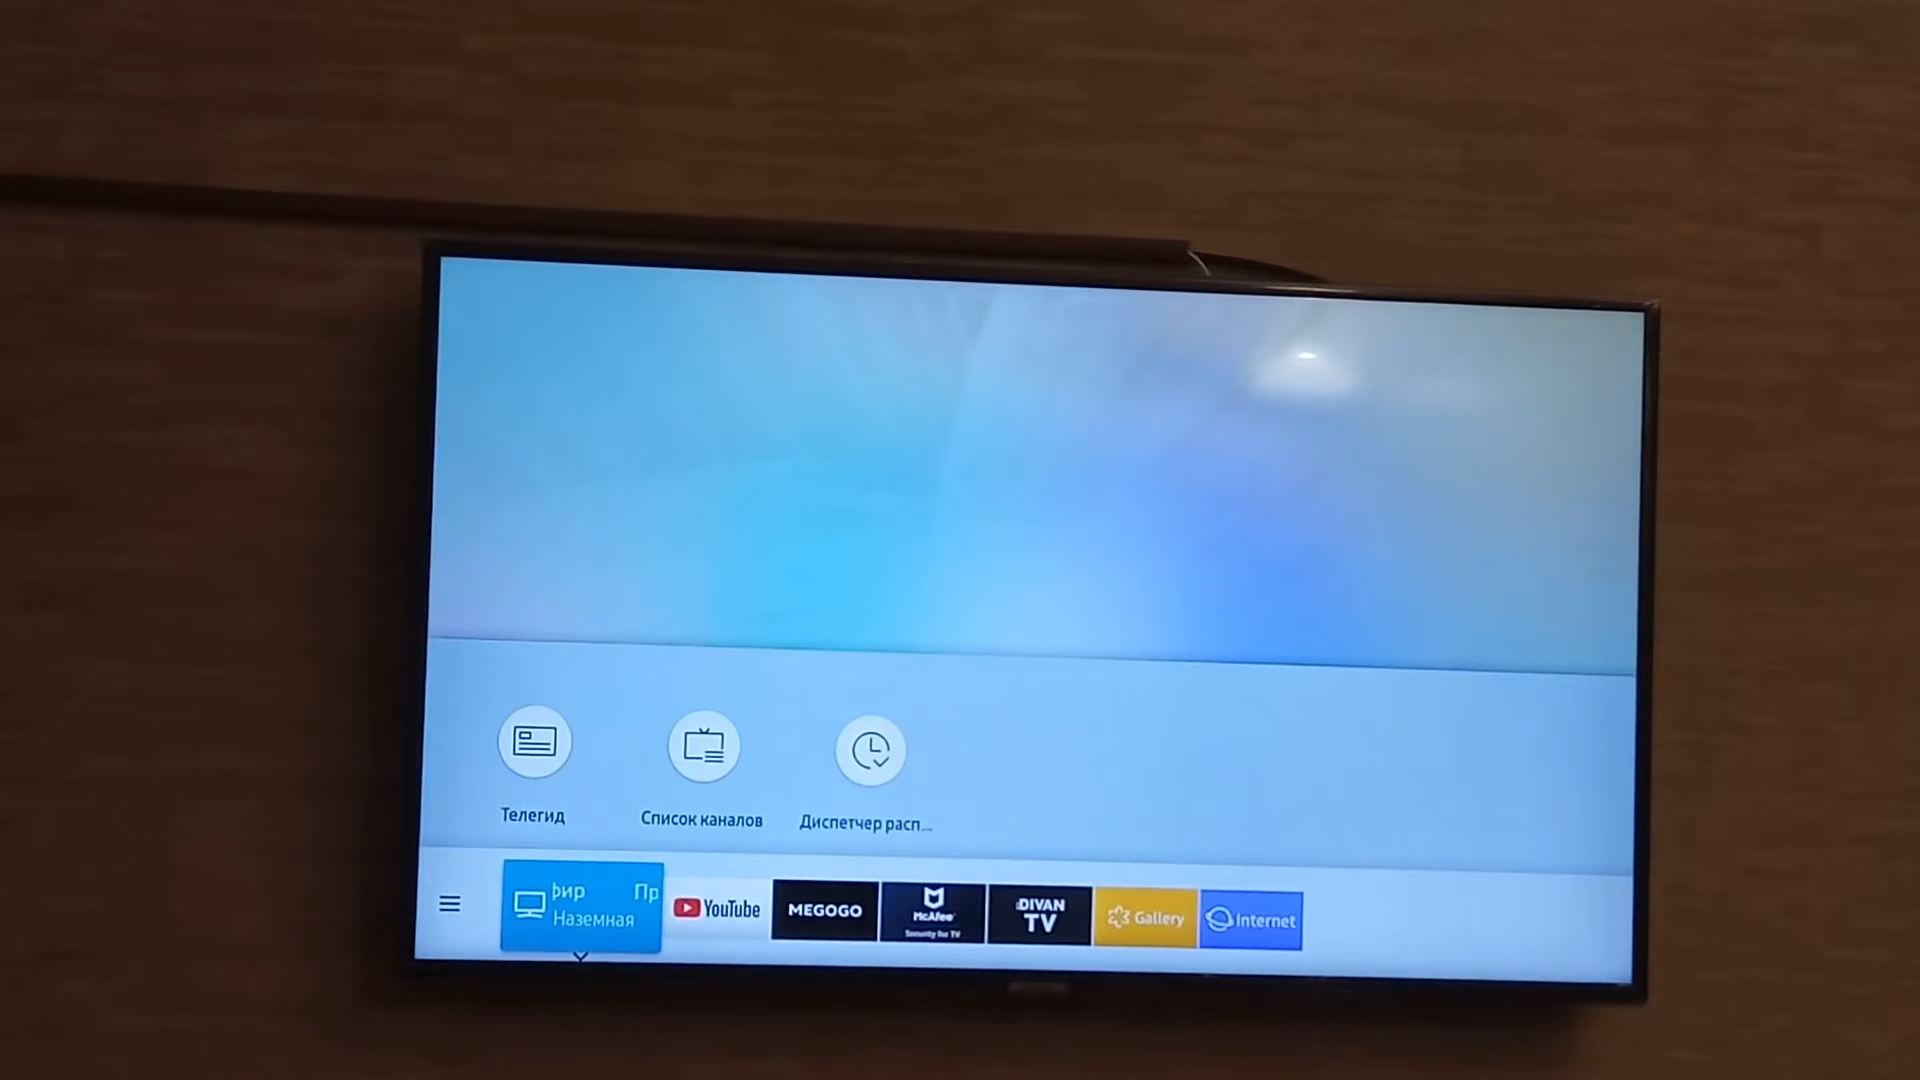 Телегид
Список каналов
Диспетчер расп...
фир Пр
Наземная
YouTube
MEGOGO
McAfee
Security for TV
:DIVAN
TV
Gallery
Internet